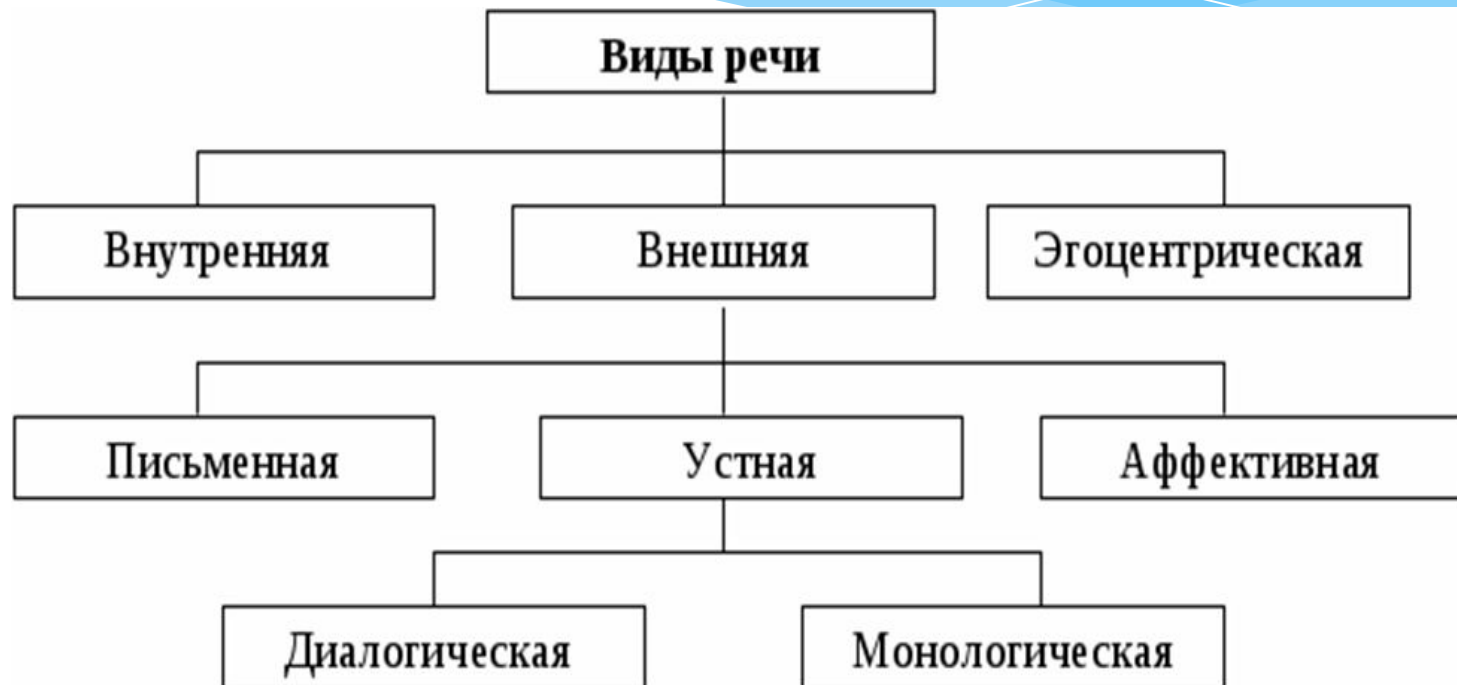 Виды речи
Внутренняя
Внешняя
Эгоцентрическая
Письменная
Устная
Аффективная
Диалогическая
Монологическая